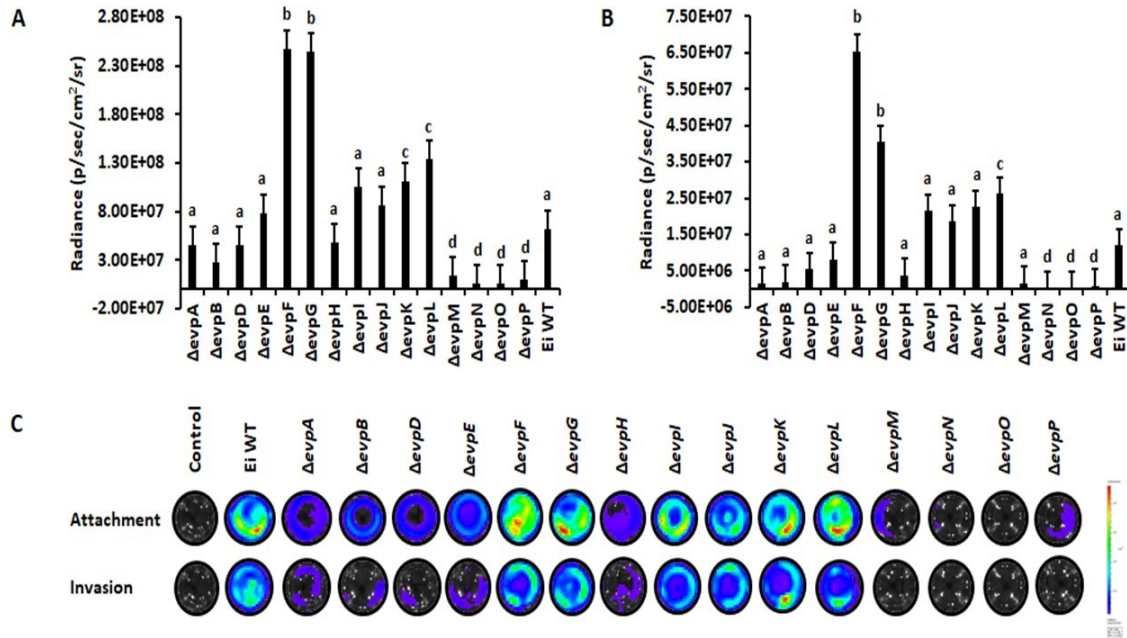 A
Radiance (p/sec/cm²/sr)
2.80E+08
2.30E+08
1.80E+08
1.30E+08
8.00E+07
3.00E+07
-2.00E+07
a a a a b b a a a c c d d d d a
ΔevpA ΔevpB ΔevpD ΔevpE ΔevpF ΔevpG ΔevpH ΔevpI ΔevpJ ΔevpK ΔevpL ΔevpM ΔevpN ΔevpO ΔevpP Ei WT
B
Radiance (p/sec/cm²/sr)
7.50E+07
6.50E+07
5.50E+07
4.50E+07
3.50E+07
2.50E+07
1.50E+07
5.00E+06
-5.00E+06
a a a a b b a a a a c a d d d a
ΔevpA ΔevpB ΔevpD ΔevpE ΔevpF ΔevpG ΔevpH ΔevpI ΔevpJ ΔevpK ΔevpL ΔevpM ΔevpN ΔevpO ΔevpP Ei WT
C
Control Ei WT ΔevpA ΔevpB ΔevpD ΔevpE ΔevpF ΔevpG ΔevpH ΔevpI ΔevpJ ΔevpK ΔevpL ΔevpM ΔevpN ΔevpO ΔevpP
Attachment
Invasion